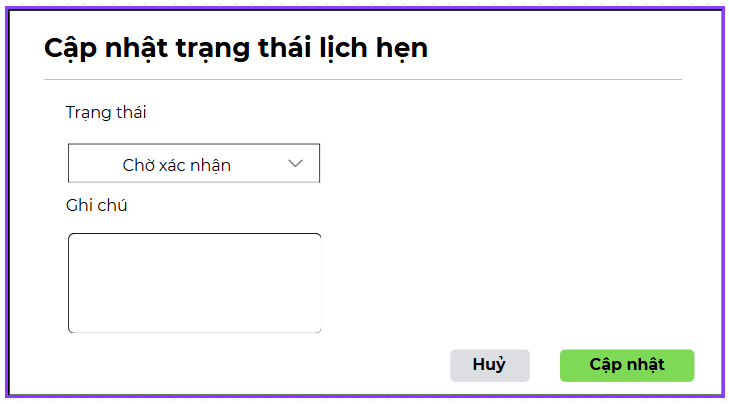 Cập nhật trạng thái lịch hẹn
Trạng thái
Chờ xác nhận
Ghi chú
Huỷ
Cập nhật